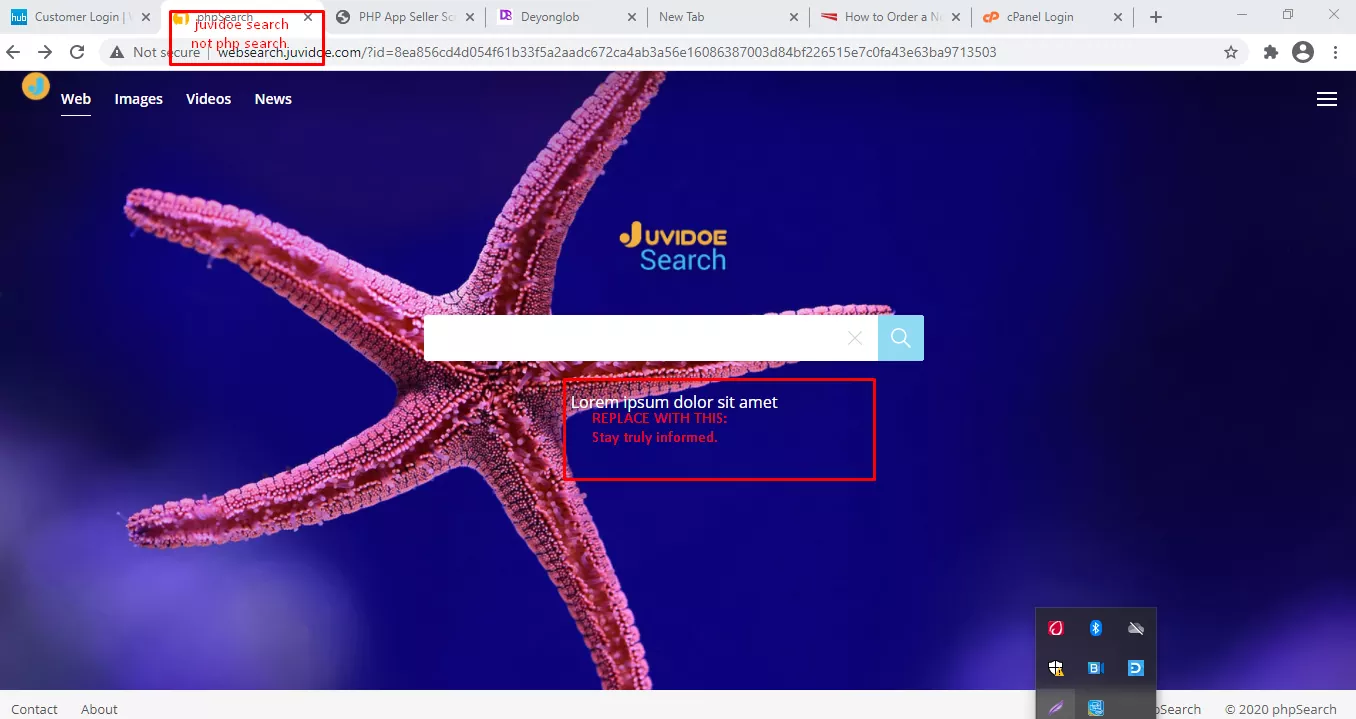 Customer Login |
phpSearch
PHP App Seller Sc
Deyonglob
New Tab
How to Order a N
cPanel Login
juvidoe search
not php search.
Not secure | websearch.juvidoe.com/?id=8ea856cd4d054f61b33f5a2aadc672ca4ab3a56e16086387003d84bf226515e7c0fa43e63ba9713503
Web Images Videos News
JUVIDOE
Search
Lorem ipsum dolor sit amet
REPLACE WITH THIS:
Stay truly informed.
Contact About
© 2020 phpSearch